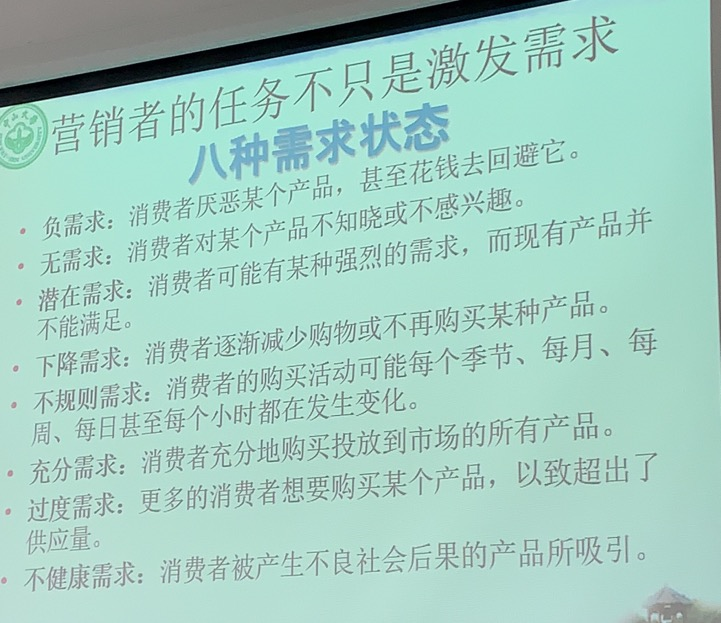 营销者的任务不只是激发需求
八种需求状态
• 负需求：消费者厌恶某个产品，甚至花钱去回避它。
• 无需求：消费者对某个产品不知晓或不感兴趣。
• 潜在需求：消费者可能有某种强烈的需求，而现有产品并
不能满足。
• 下降需求：消费者逐渐减少购物或不再购买某种产品。
• 不规则需求：消费者的购买活动可能每个季节、每月、每
周、每日甚至每个小时都在发生变化。
• 充分需求：消费者充分地购买投放到市场的所有产品。
• 过度需求：更多的消费者想要购买某个产品，以致超出了
供应量。
• 不健康需求：消费者被产生不良社会后果的产品所吸引。